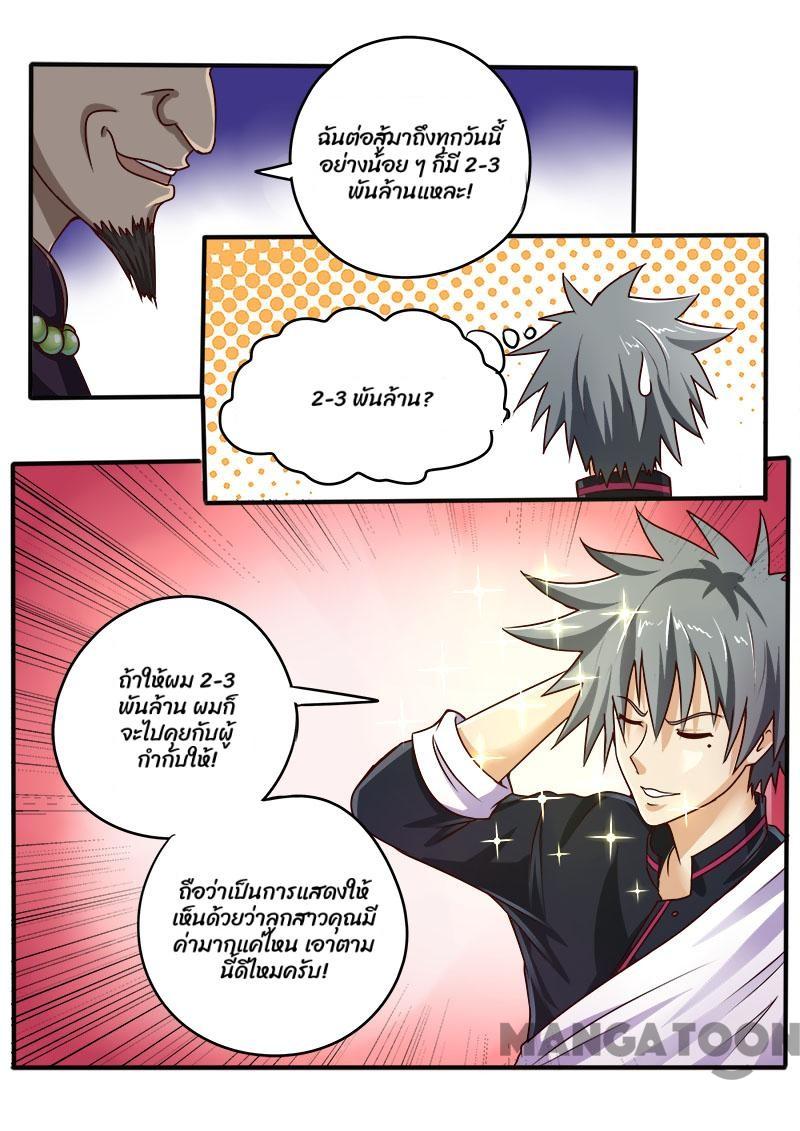 ฉันต่อสู้มาถึงทุกวันนี้
อย่างน้อย ๆ ก็มี 2-3
พันล้านแหละ!
2-3 พันล้าน?
ถ้าให้ผม 2-3
พันล้าน ผมก็
จะไปคุยกับผู้
กำกับให้!
ถือว่าเป็นการแสดงให้
เห็นด้วยว่าลูกสาวคุณมี
ค่ามากแค่ไหน เอาตาม
นี้ดีไหมครับ!
MANGATOON